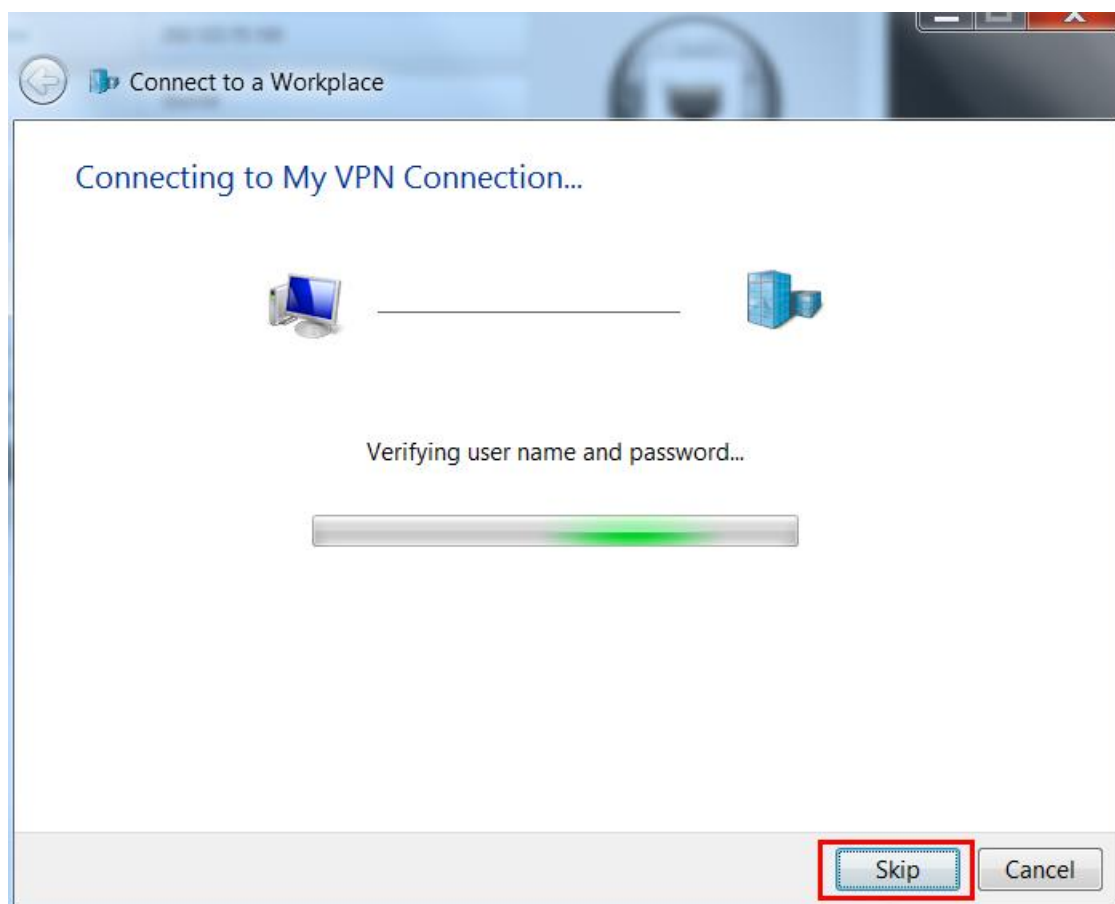 Connect to a Workplace
Connecting to My VPN Connection...
Verifying user name and password...
Skip
Cancel